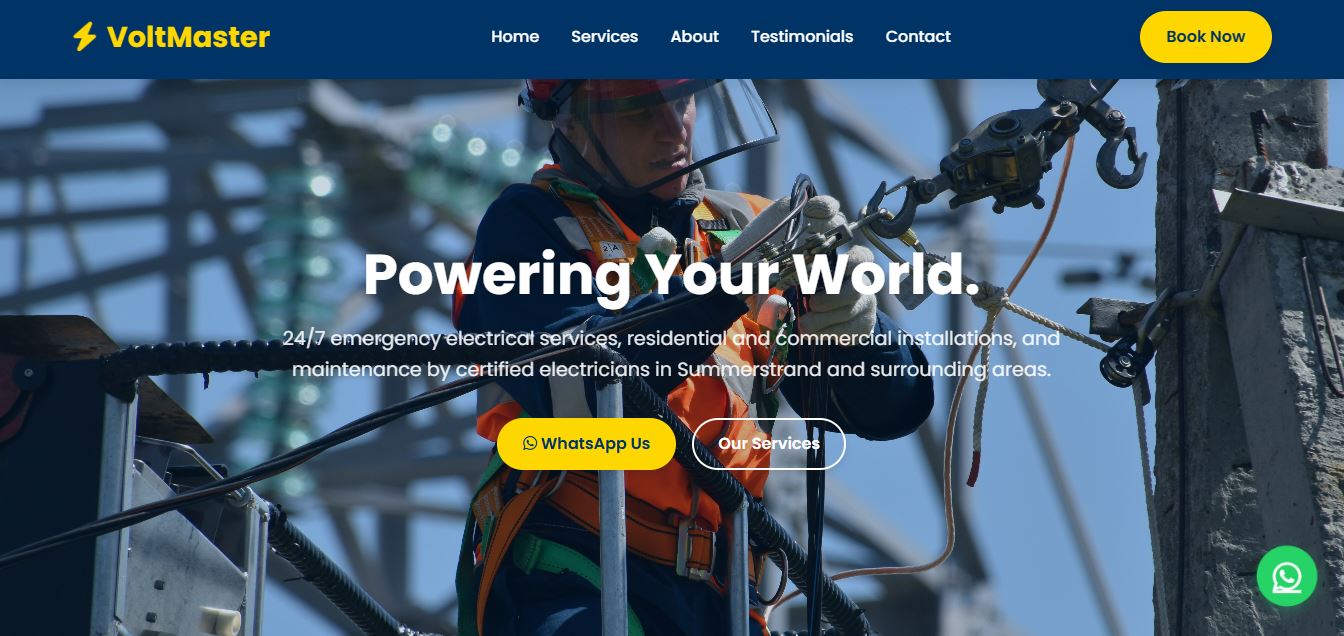 VoltMaster
Home Services About Testimonials Contact
Book Now
Powering Your World.
24/7 emergency electrical services, residential and commercial installations, and
maintenance by certified electricians in Summerstrand and surrounding areas.
WhatsApp Us
Our Services